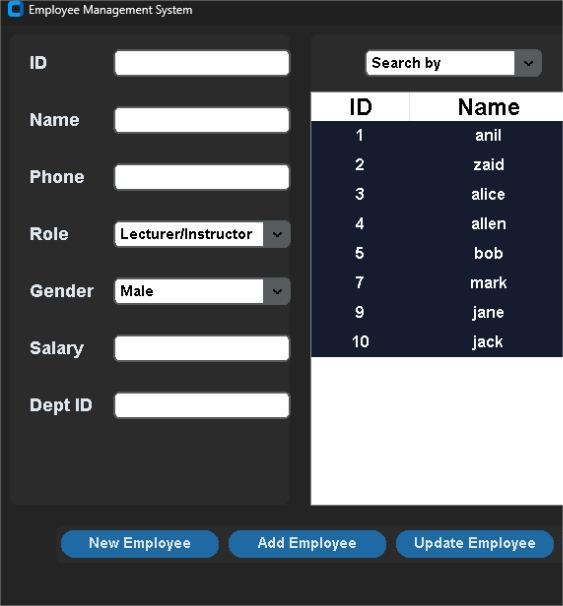 Employee Management System
ID
Name
Phone
Role Lecturer/Instructor
Gender Male
Salary
Dept ID
Search by
ID Name
1 anil
2 zaid
3 alice
4 allen
5 bob
7 mark
9 jane
10 jack
New Employee Add Employee Update Employee